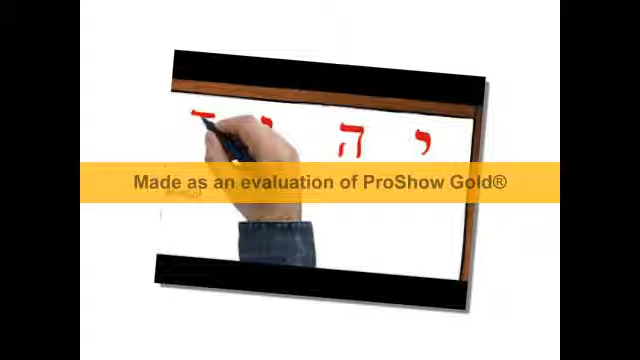 י ה
Made as an evaluation of ProShow Gold®